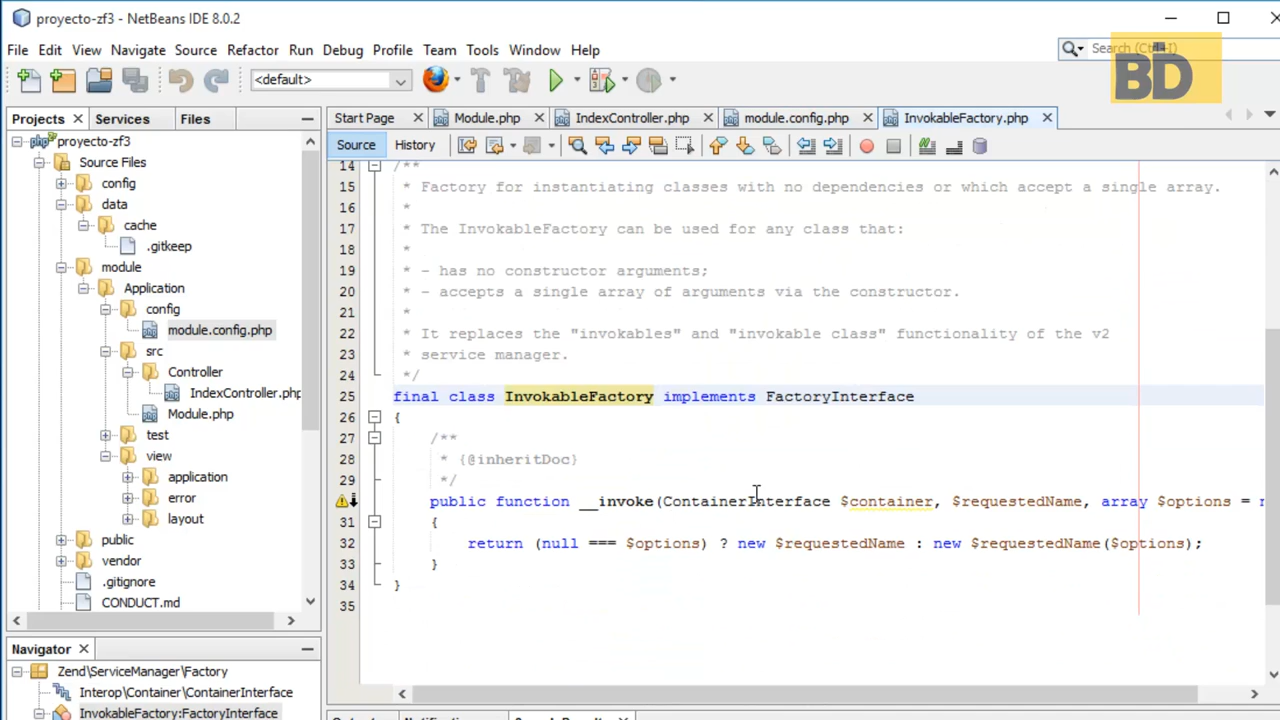 proyecto-zf3 - NetBeans IDE 8.0.2
File Edit View Navigate Source Refactor Run Debug Profile Team Tools Window Help
Search (Ctrl+I)
BD
<default>
Projects Services Files
Start Page Module.php IndexController.php module.config.php InvokableFactory.php
Source History
proyecto-zf3
Source Files
config
data
cache
.gitkeep
module
Application
config
module.config.php
src
Controller
IndexController.php
Module.php
test
view
application
error
layout
public
vendor
.gitignore
CONDUCT.md
14 /**
15 * Factory for instantiating classes with no dependencies or which accept a single array.
16 *
17 * The InvokableFactory can be used for any class that:
18 *
19 * - has no constructor arguments;
20 * - accepts a single array of arguments via the constructor.
21 *
22 * It replaces the "invokables" and "invokable class" functionality of the v2
23 * service manager.
24 */
25 final class InvokableFactory implements FactoryInterface
26 {
27 /**
28 * {@inheritDoc}
29 */
public function __invoke(ContainerInterface $container, $requestedName, array $options =
31 {
32 return (null === $options) ? new $requestedName : new $requestedName($options);
33 }
34 }
35
Navigator
Zend\ServiceManager\Factory
Interop\Container\ContainerInterface
InvokableFactory:FactoryInterface